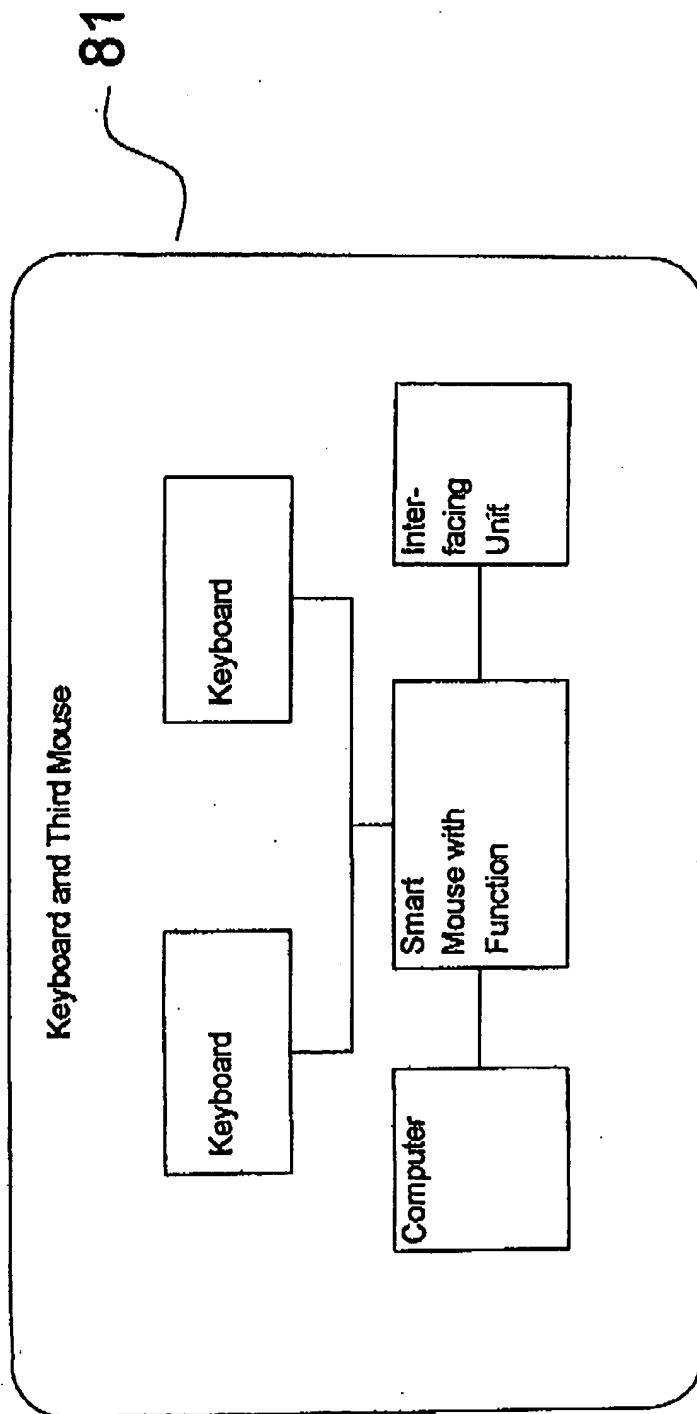 81
Keyboard and Third Mouse
Keyboard
Keyboard
Computer
Smart
Mouse with
Function
Inter-
facing
Unit